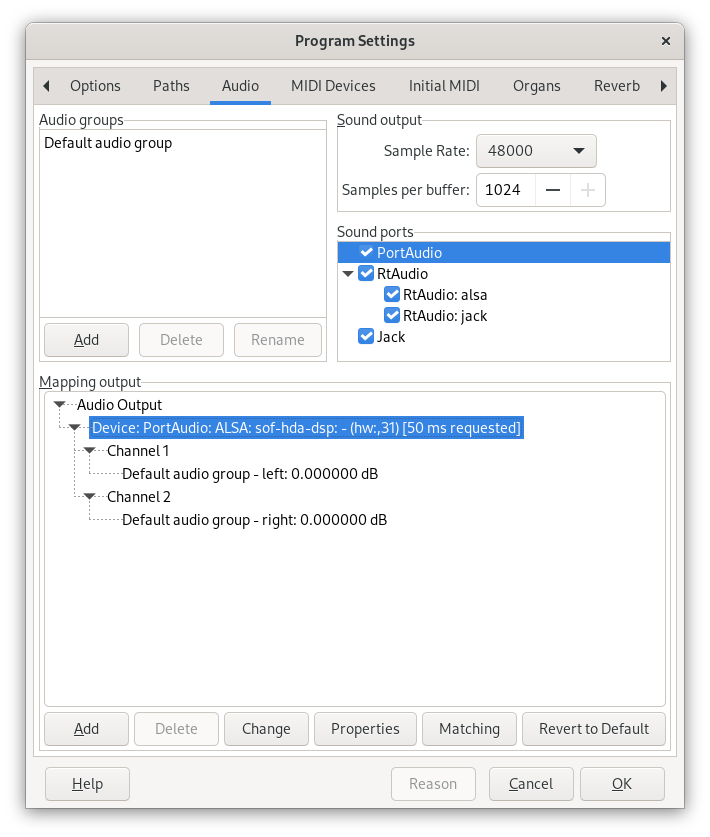 Program Settings
×
Options Paths Audio MIDI Devices Initial MIDI Organs Reverb
Audio groups
Default audio group
Add Delete Rename
Sound output
Sample Rate: 48000
Samples per buffer: 1024
Sound ports
PortAudio
RtAudio
RtAudio: alsa
RtAudio: jack
Jack
Mapping output
Audio Output
Device: PortAudio: ALSA: sof-hda-dsp: - (hw:,31) [50 ms requested]
Channel 1
Default audio group - left: 0.000000 dB
Channel 2
Default audio group - right: 0.000000 dB
Add Delete Change Properties Matching Revert to Default
Help Reason Cancel OK